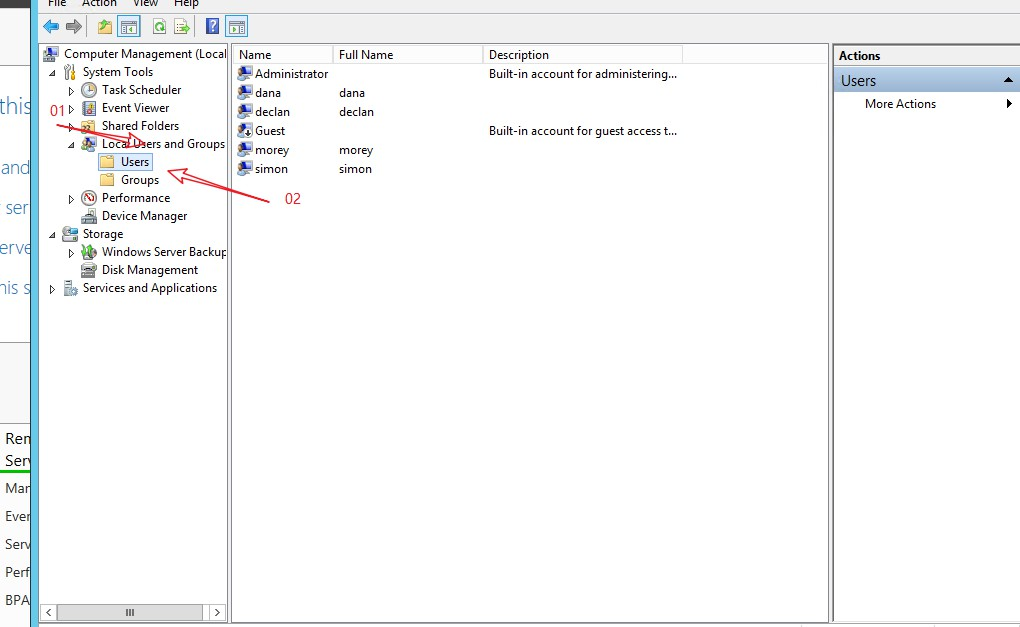 File Action View Help
Computer Management (Local
System Tools
Task Scheduler
Event Viewer
01
Shared Folders
Local Users and Groups
Users
Groups
02
Performance
Device Manager
Storage
Windows Server Backup
Disk Management
Services and Applications
Name Full Name Description
Administrator Built-in account for administering...
dana dana
declan declan
Guest Built-in account for guest access t...
morey morey
simon simon
Actions
Users
More Actions
this
and
ser
erve
his s
Rem
Serv
Man
Even
Serv
Perf
BPA